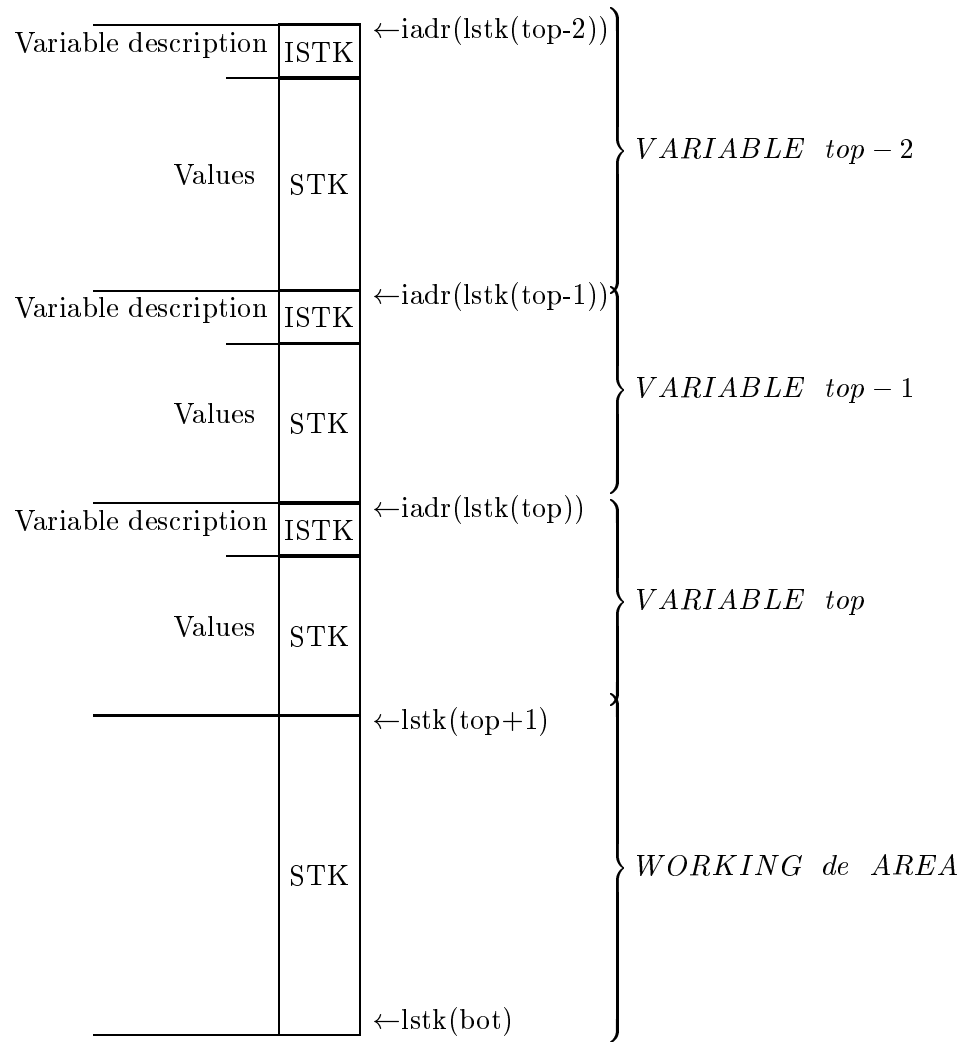 Variable description ISTK ←iadr(lstk(top-2))
Values STK VARIABLE top − 2
Variable description ISTK ←iadr(lstk(top-1))
Values STK VARIABLE top − 1
Variable description ISTK ←iadr(lstk(top))
Values STK VARIABLE top
←lstk(top+1)
STK WORKING de AREA
←lstk(bot)